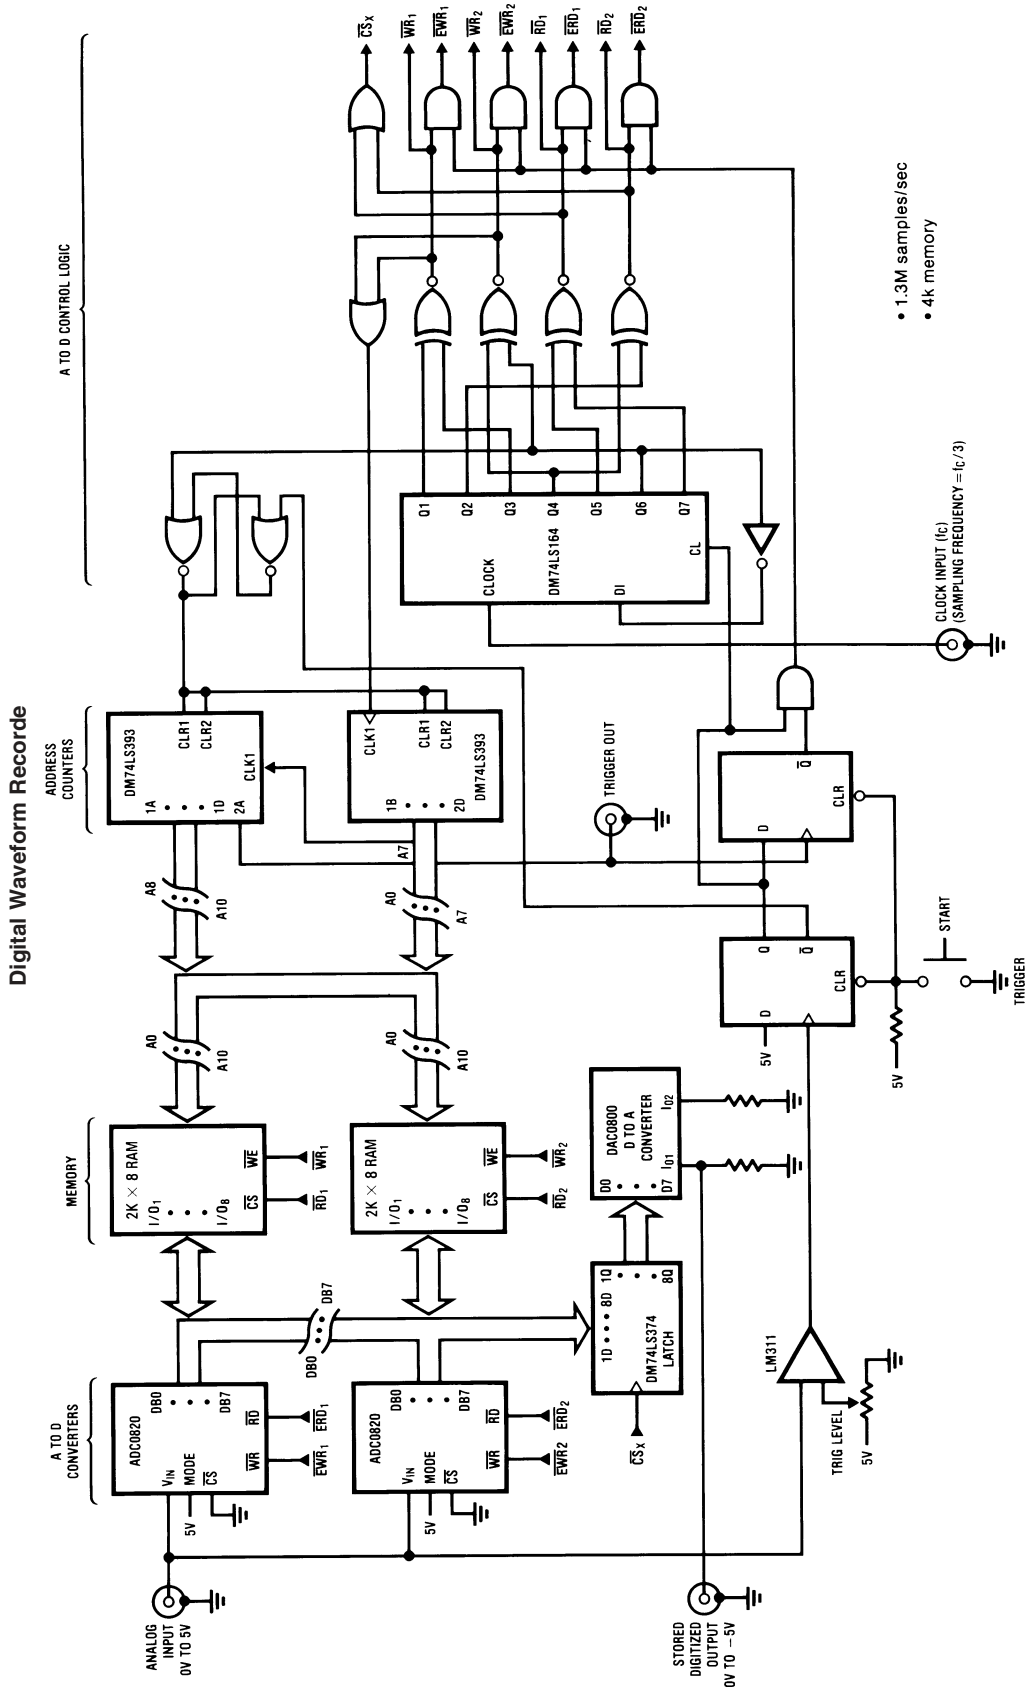 Digital Waveform Recorde
A TO D
CONVERTERS
MEMORY
ADDRESS
COUNTERS
A TO D CONTROL LOGIC
ANALOG
INPUT
0V TO 5V
5V
VIN
MODE
CS
ADC0820
WR
RD
DB0
DB7
EWR1
ERD1
5V
VIN
MODE
CS
ADC0820
WR
RD
DB0
DB7
EWR2
ERD2
DB0
DB7
2K × 8 RAM
I/O1
I/O8
CS
WE
RD1
WR1
2K × 8 RAM
I/O1
I/O8
CS
WE
RD2
WR2
A0
A10
A0
A10
A8
A10
A0
A7
A7
DM74LS393
1A
1D
2A
CLR1
CLR2
CLK1
DM74LS393
1B
2D
CLK1
CLR1
CLR2
CSX
WR1
EWR1
WR2
EWR2
RD1
ERD1
RD2
ERD2
CLOCK
DM74LS164
DI
CL
Q1
Q2
Q3
Q4
Q5
Q6
Q7
1D
8D
1Q
8Q
DM74LS374
LATCH
CSX
DAC0800
D TO A
CONVERTER
D0
D7
IO1
IO2
STORED
DIGITIZED
OUTPUT
0V TO – 5V
LM311
TRIG LEVEL
5V
5V
D
Q
Q
CLR
5V
START
TRIGGER
TRIGGER OUT
D
Q
CLR
CLOCK INPUT (fC)
(SAMPLING FREQUENCY = fC/3)
• 1.3M samples/sec
• 4k memory